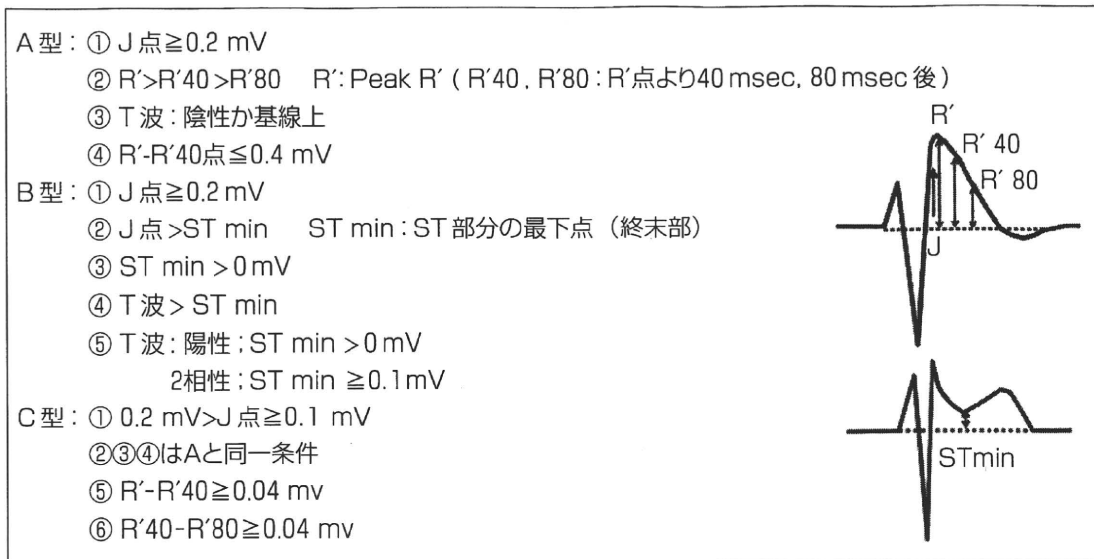 A型：① J点≧0.2 mV
② R′>R′40>R′80　R′：Peak R′（R′40，R′80：R′点より40 msec, 80 msec後）
③ T波：陰性か基線上
④ R′-R′40点≦0.4 mV
B型：① J点≧0.2 mV
② J点>ST min　ST min：ST部分の最下点（終末部）
③ ST min > 0 mV
④ T波> ST min
⑤ T波：陽性；ST min > 0 mV
2相性；ST min ≧0.1mV
C型：① 0.2 mV>J点≧0.1 mV
②③④はAと同一条件
⑤ R′-R′40≧0.04 mv
⑥ R′40-R′80≧0.04 mv
R′
R′ 40
R′ 80
J
STmin